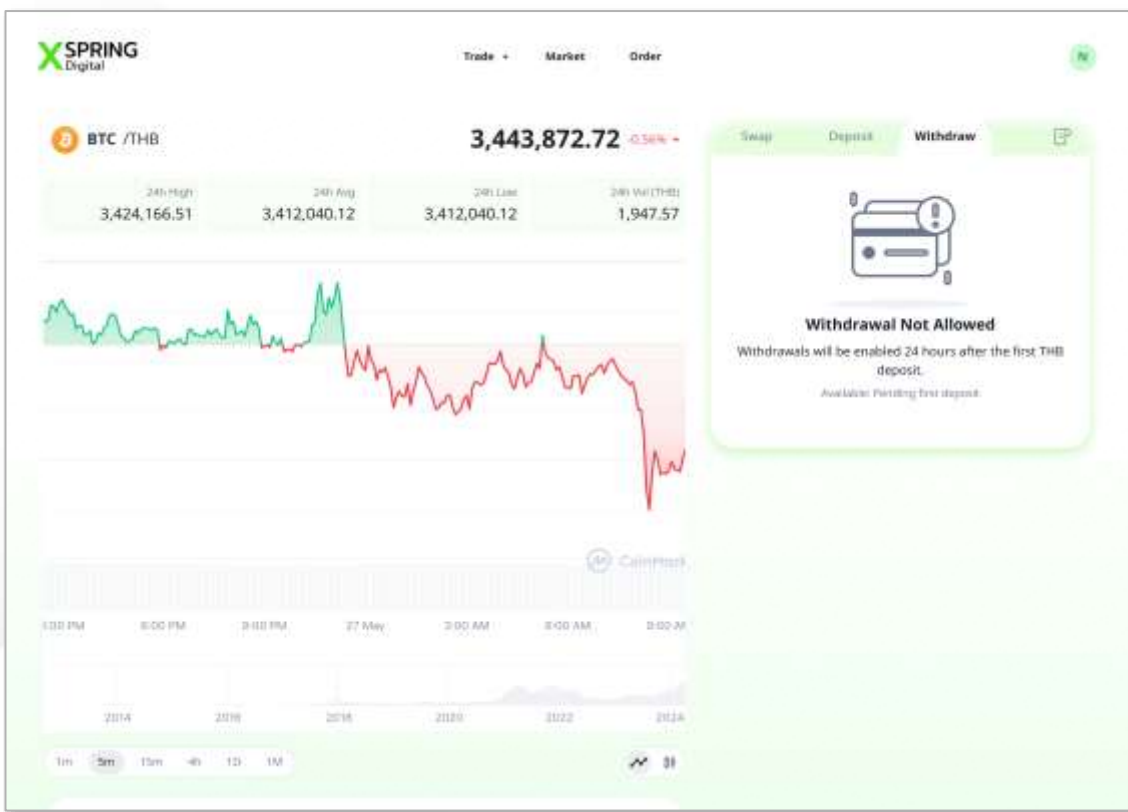 XSPRING
Digital
Trade
Market
Order
N
BTC /THB
3,443,872.72 -0.56%
Swap
Deposit
Withdraw
24h High
24h Avg
24h Low
24h Vol (THB)
3,424,166.51
3,412,040.12
3,412,040.12
1,947.57
Withdrawal Not Allowed
Withdrawals will be enabled 24 hours after the first THB
deposit.
Available: Pending first deposit
:00 PM
6:00 PM
9:00 PM
27 May
3:00 AM
6:00 AM
9:00 AM
2014
2016
2018
2020
2022
2024
1m
5m
15m
4h
1D
1M